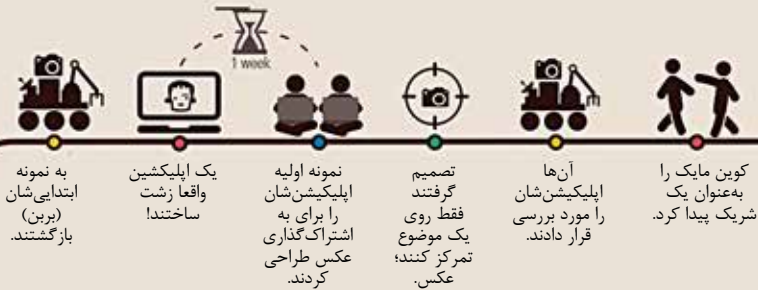 1 week
کوین مایک را
به‌عنوان یک
شریک پیدا کرد.
آن‌ها
اپلیکیشن‌شان
را مورد بررسی
قرار دادند.
تصمیم
گرفتند
فقط روی
یک موضوع
تمرکز کنند؛
عکس.
نمونه اولیه
اپلیکیشن‌شان
را برای به
اشتراک‌گذاری
عکس طراحی
کردند.
یک اپلیکشین
واقعا زشت
ساختند!
به نمونه
ابتدایی‌شان
(بربن)
بازگشتند.